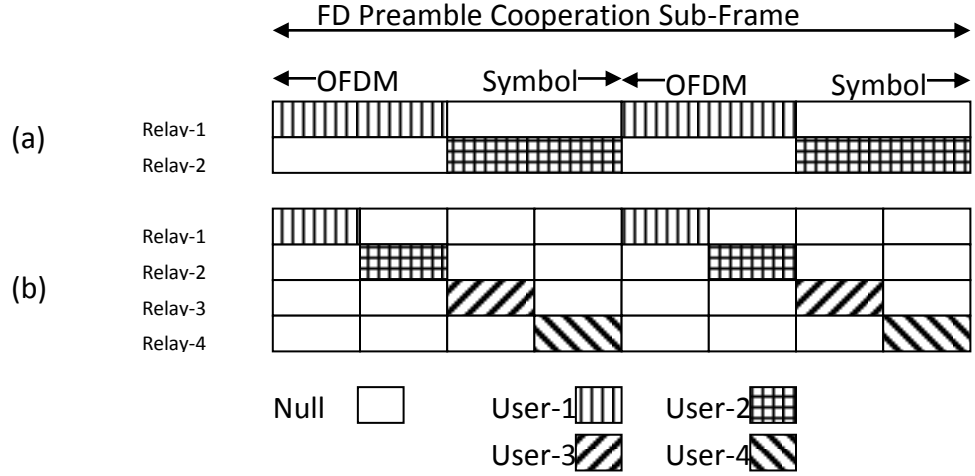 FD Preamble Cooperation Sub-Frame
OFDM Symbol OFDM Symbol
(a)
Relay-1
Relay-2
(b)
Relay-1
Relay-2
Relay-3
Relay-4
Null User-1 User-2
User-3 User-4